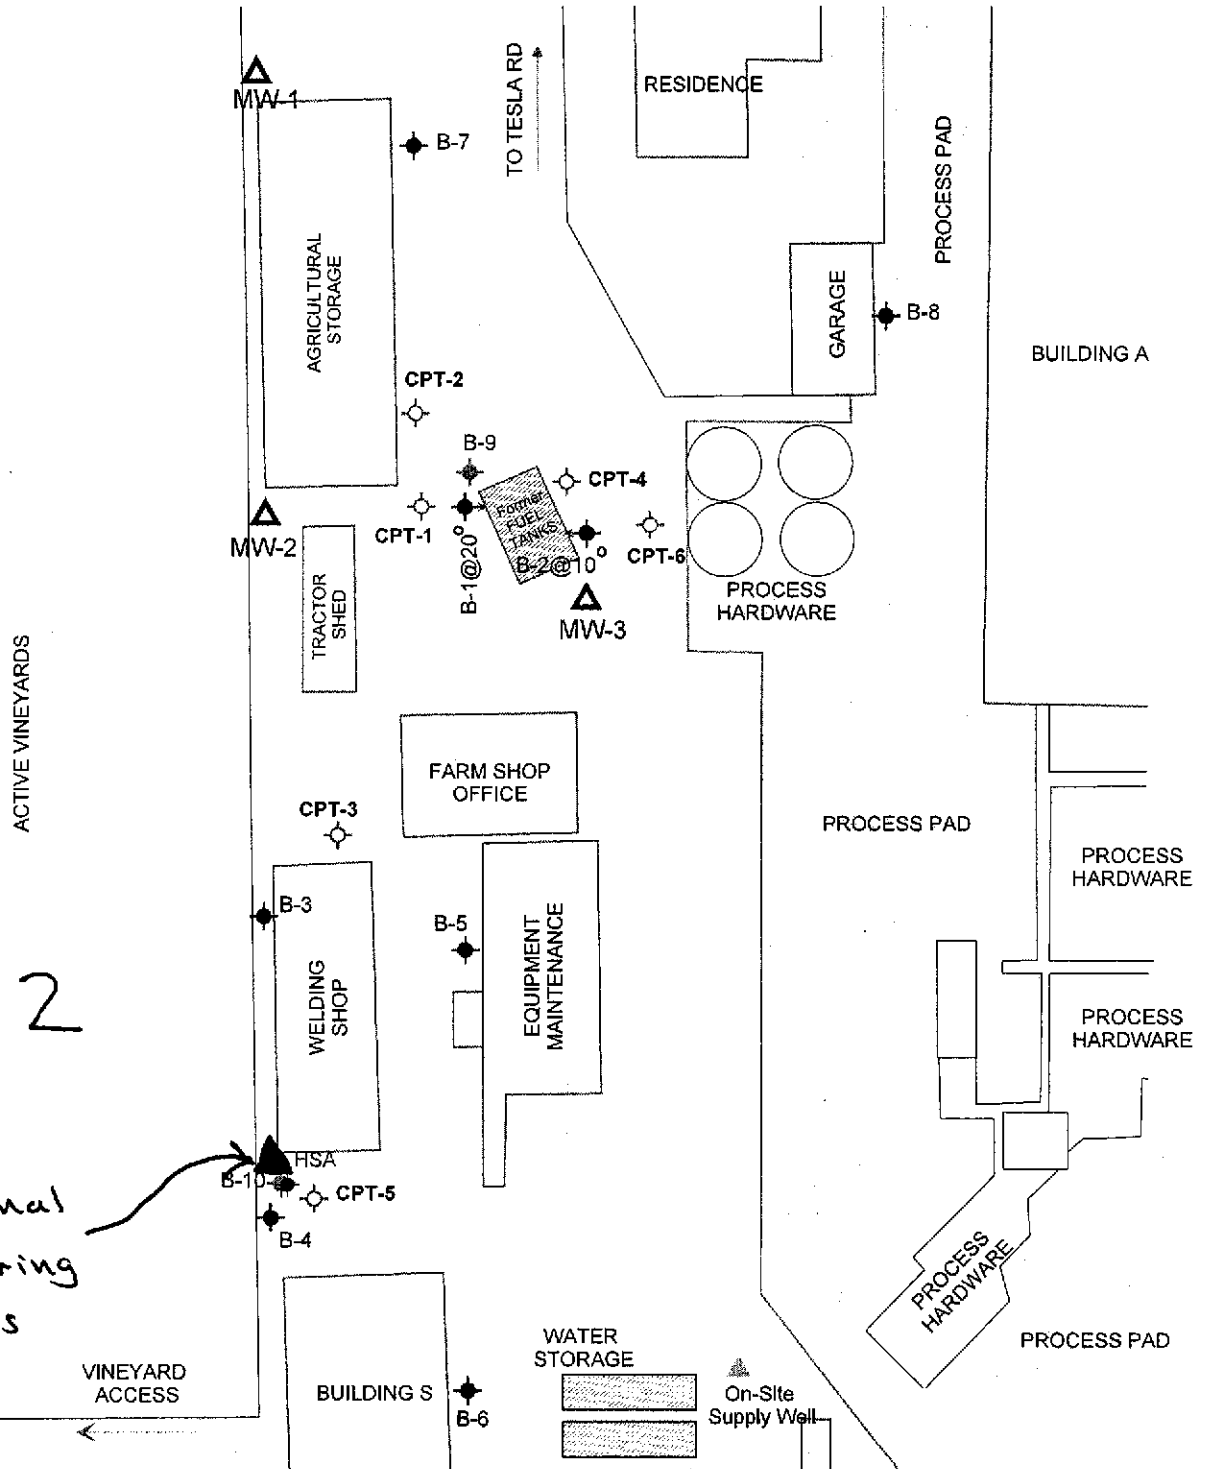 TO TESLA RD
RESIDENCE
MW-1
B-7
PROCESS PAD
AGRICULTURAL
STORAGE
GARAGE
B-8
BUILDING A
CPT-2
B-9
CPT-4
Former
FUEL
TANKS
CPT-1
B-1@20°
B-2@10°
CPT-6
MW-2
MW-3
PROCESS
HARDWARE
TRACTOR
SHED
ACTIVE VINEYARDS
FARM SHOP
OFFICE
CPT-3
PROCESS PAD
PROCESS
HARDWARE
B-3
B-5
WELDING
SHOP
EQUIPMENT
MAINTENANCE
2
PROCESS
HARDWARE
HSA
B-10
CPT-5
B-4
nal
ring
s
PROCESS
HARDWARE
PROCESS PAD
WATER
STORAGE
VINEYARD
ACCESS
BUILDING S
B-6
On-Site
Supply Well